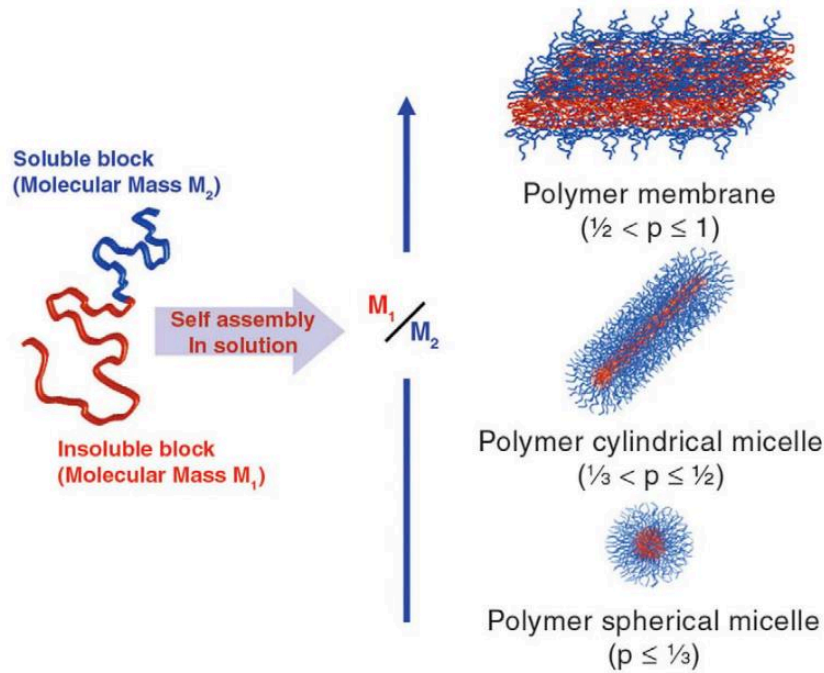 Soluble block
(Molecular Mass M₂)
Self assembly
In solution
Insoluble block
(Molecular Mass M₁)
M₁/M₂
Polymer membrane
(½ < p ≤ 1)
Polymer cylindrical micelle
(⅓ < p ≤ ½)
Polymer spherical micelle
(p ≤ ⅓)